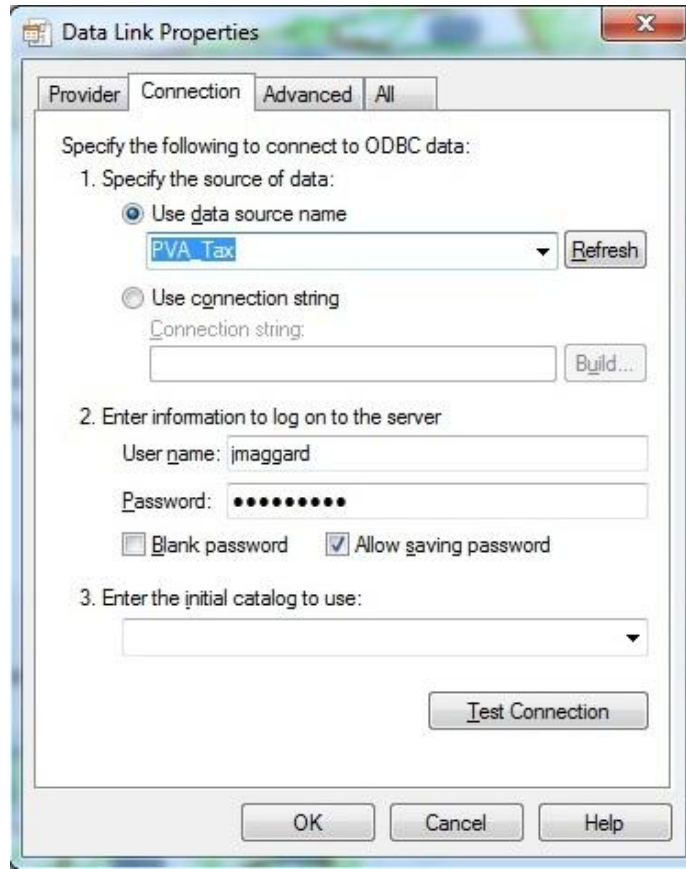 Data Link Properties
Provider Connection Advanced All
Specify the following to connect to ODBC data:
1. Specify the source of data:
Use data source name
PVA_Tax Refresh
Use connection string
Connection string:
Build...
2. Enter information to log on to the server
User name: jmaggard
Password: •••••••••
Blank password Allow saving password
3. Enter the initial catalog to use:
Test Connection
OK Cancel Help